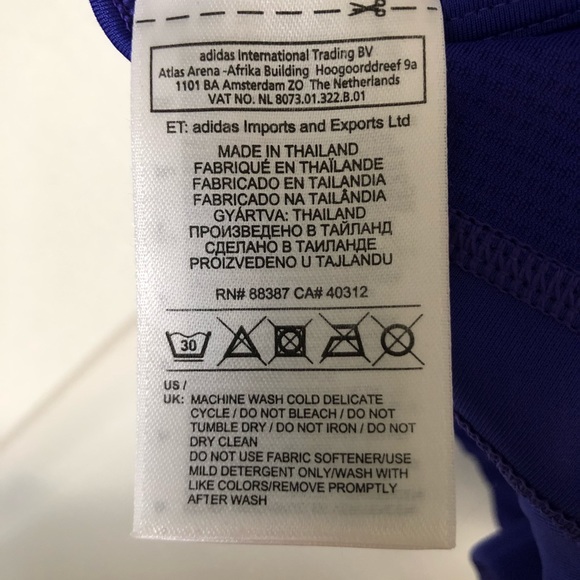 adidas International Trading BV
Atlas Arena -Afrika Building Hoogoorddreef 9a
1101 BA Amsterdam ZO The Netherlands
VAT NO. NL 8073.01.322.B.01
ET: adidas Imports and Exports Ltd
MADE IN THAILAND
FABRIQUÉ EN THAÏLANDE
FABRICADO EN TAILANDIA
FABRICADO NA TAILÂNDIA
GYÁRTVA: THAILAND
ПРОИЗВЕДЕНО В ТАЙЛАНД
СДЕЛАНО В ТАИЛАНДЕ
PROIZVEDENO U TAJLANDU
RN# 88387 CA# 40312
30
US /
UK: MACHINE WASH COLD DELICATE
CYCLE / DO NOT BLEACH / DO NOT
TUMBLE DRY / DO NOT IRON / DO NOT
DRY CLEAN
DO NOT USE FABRIC SOFTENER/USE
MILD DETERGENT ONLY/WASH WITH
LIKE COLORS/REMOVE PROMPTLY
AFTER WASH